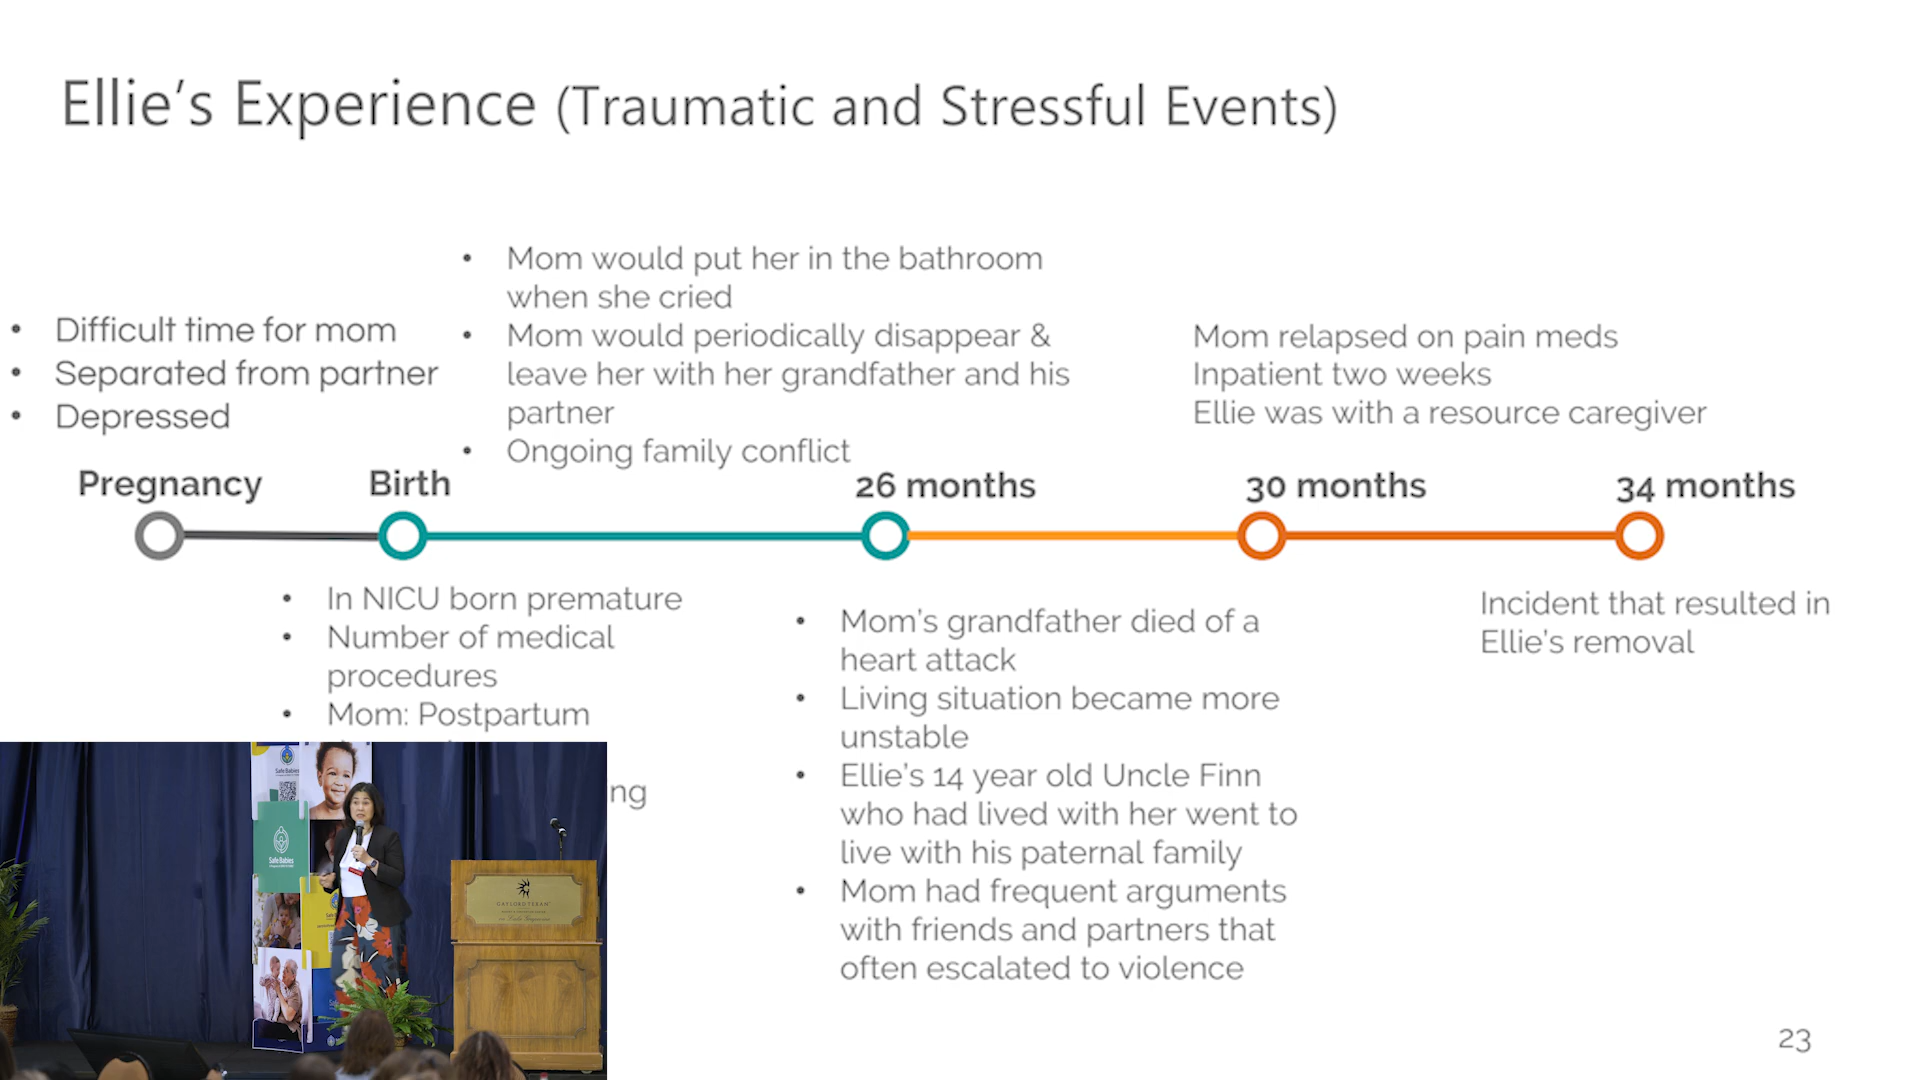 Ellie's Experience (Traumatic and Stressful Events)
• Difficult time for mom
• Separated from partner
• Depressed
• Mom would put her in the bathroom
when she cried
• Mom would periodically disappear &
leave her with her grandfather and his
partner
• Ongoing family conflict
Mom relapsed on pain meds
Inpatient two weeks
Ellie was with a resource caregiver
Pregnancy
Birth
26 months
30 months
34 months
• In NICU born premature
• Number of medical
procedures
• Mom: Postpartum
ng
• Mom's grandfather died of a
heart attack
• Living situation became more
unstable
• Ellie's 14 year old Uncle Finn
who had lived with her went to
live with his paternal family
• Mom had frequent arguments
with friends and partners that
often escalated to violence
Incident that resulted in
Ellie's removal
Safe Babies
Safe Babies
GAYLORD TEXAN
23